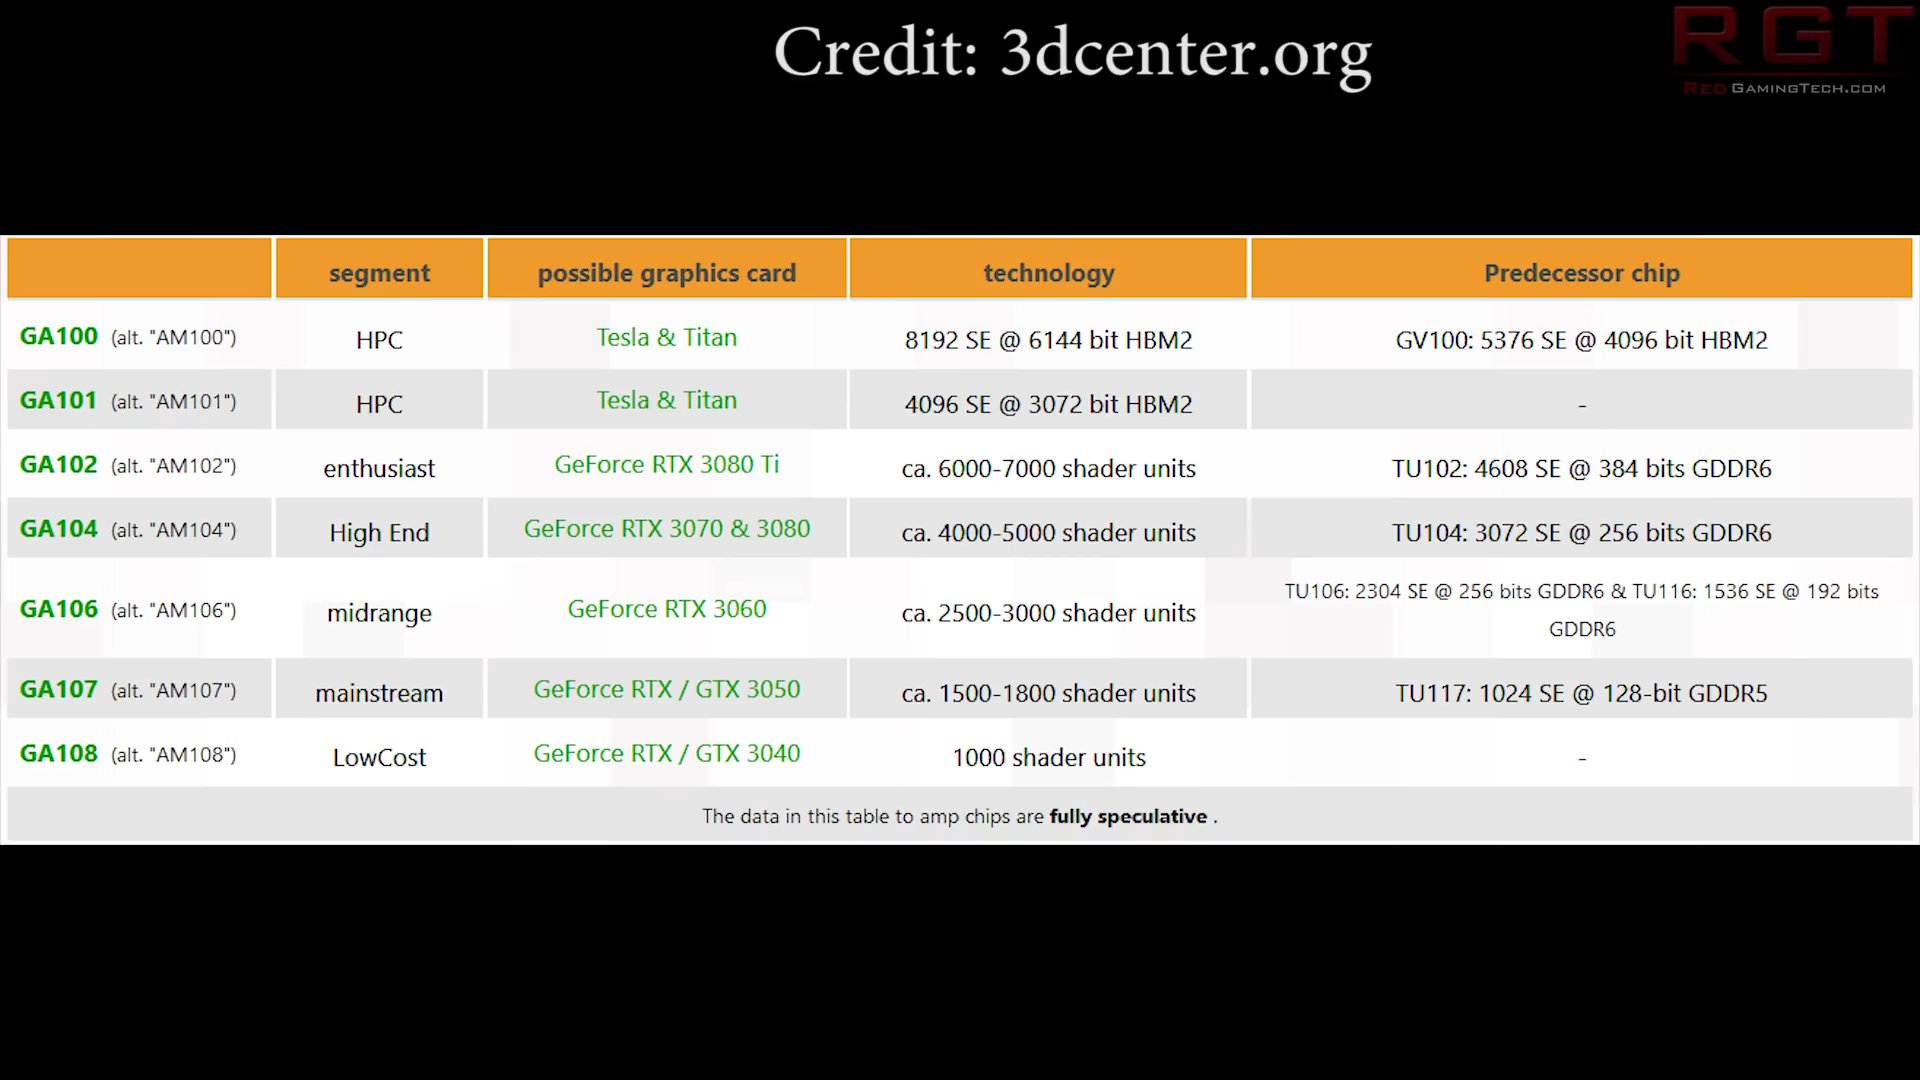 Credit: 3dcenter.org
RGT
RedGamingTech.com
segment possible graphics card technology Predecessor chip
GA100 (alt. "AM100") HPC Tesla & Titan 8192 SE @ 6144 bit HBM2 GV100: 5376 SE @ 4096 bit HBM2
GA101 (alt. "AM101") HPC Tesla & Titan 4096 SE @ 3072 bit HBM2 -
GA102 (alt. "AM102") enthusiast GeForce RTX 3080 Ti ca. 6000-7000 shader units TU102: 4608 SE @ 384 bits GDDR6
GA104 (alt. "AM104") High End GeForce RTX 3070 & 3080 ca. 4000-5000 shader units TU104: 3072 SE @ 256 bits GDDR6
GA106 (alt. "AM106") midrange GeForce RTX 3060 ca. 2500-3000 shader units TU106: 2304 SE @ 256 bits GDDR6 & TU116: 1536 SE @ 192 bits
GDDR6
GA107 (alt. "AM107") mainstream GeForce RTX / GTX 3050 ca. 1500-1800 shader units TU117: 1024 SE @ 128-bit GDDR5
GA108 (alt. "AM108") LowCost GeForce RTX / GTX 3040 1000 shader units -
The data in this table to amp chips are fully speculative .